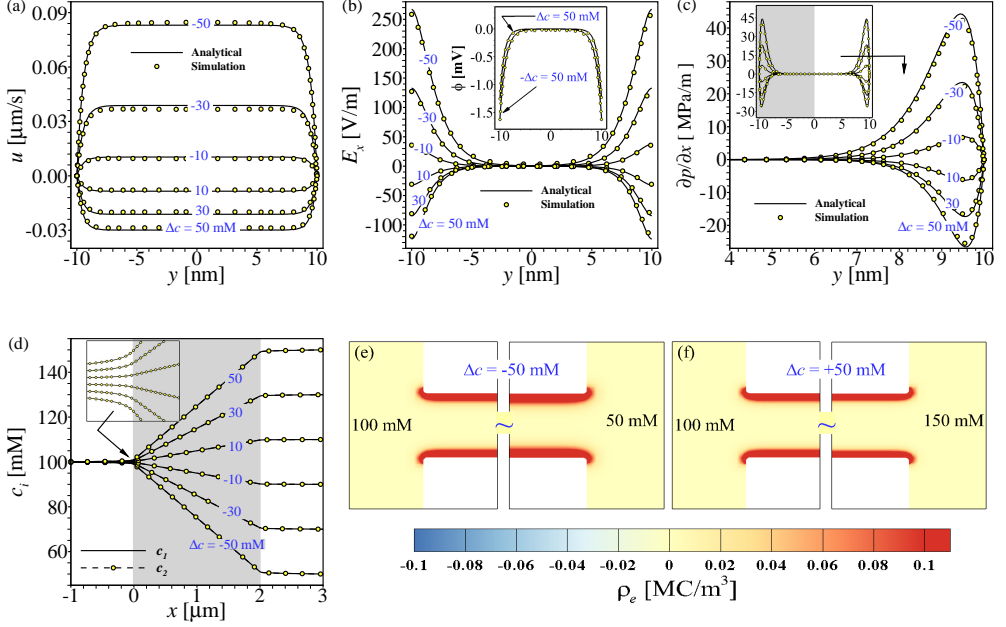 (a)
0.09
0.06
0.03
0.00
-0.03
u [μm/s]
-50
Analytical
Simulation
-30
-10
10
30
Δc = 50 mM
-10 -5 0 5 10
y [nm]
(b)
250
200
150
100
50
0
-50
-100
E_x [V/m]
-50
-30
-10
10
30
Δc = 50 mM
Analytical
Simulation
-10 -5 0 5 10
y [nm]
0.0
-0.5
-1.0
-1.5
ϕ [mV]
Δc = 50 mM
-Δc = 50 mM
-10 0 10
(c)
40
30
20
10
0
-10
-20
∂p/∂x [ MPa/m ]
-50
-30
-10
10
30
Δc = 50 mM
Analytical
Simulation
4 5 6 7 8 9 10
y [nm]
45
30
15
0
-15
-30
-10 -5 0 5 10
(d)
140
120
100
80
60
c_i [mM]
50
30
10
-10
-30
Δc = -50 mM
c_1
c_2
-1 0 1 2 3
x [μm]
(e)
Δc = -50 mM
100 mM
~
50 mM
(f)
Δc = +50 mM
100 mM
~
150 mM
-0.1 -0.08 -0.06 -0.04 -0.02 0 0.02 0.04 0.06 0.08 0.1
ρ_e [MC/m³]